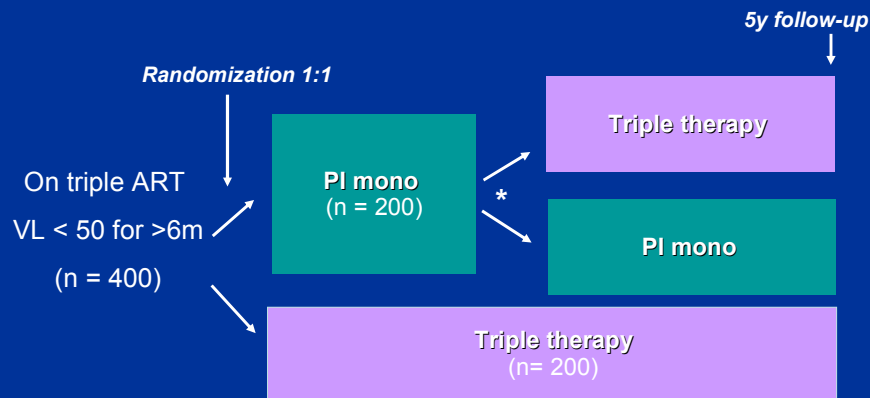 5y follow-up
Randomization 1:1
Triple therapy
On triple ART
VL < 50 for >6m
(n = 400)
PI mono
(n = 200)
*
PI mono
Triple therapy
(n= 200)